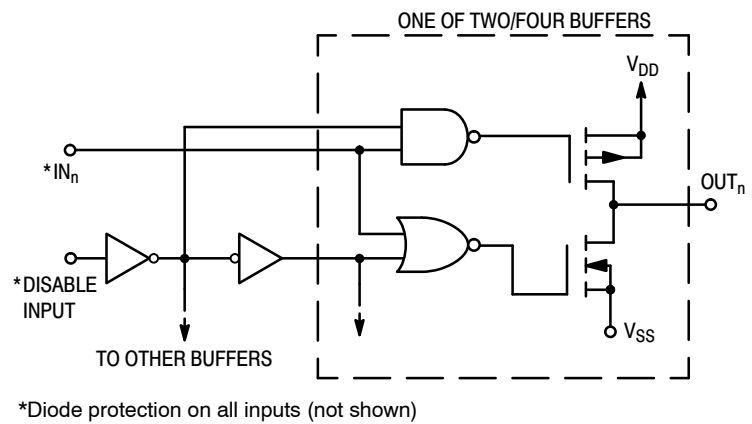 ONE OF TWO/FOUR BUFFERS
VDD
*INn
OUTn
*DISABLE
INPUT
VSS
TO OTHER BUFFERS
*Diode protection on all inputs (not shown)